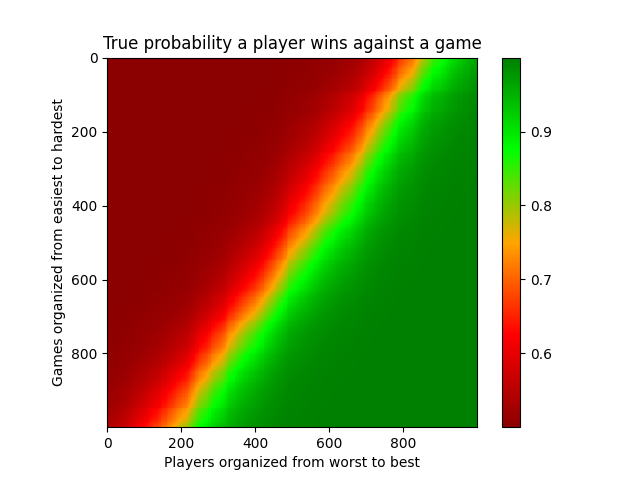 True probability a player wins against a game
Games organized from easiest to hardest
0
200
400
600
800
0 200 400 600 800
Players organized from worst to best
0.9
0.8
0.7
0.6